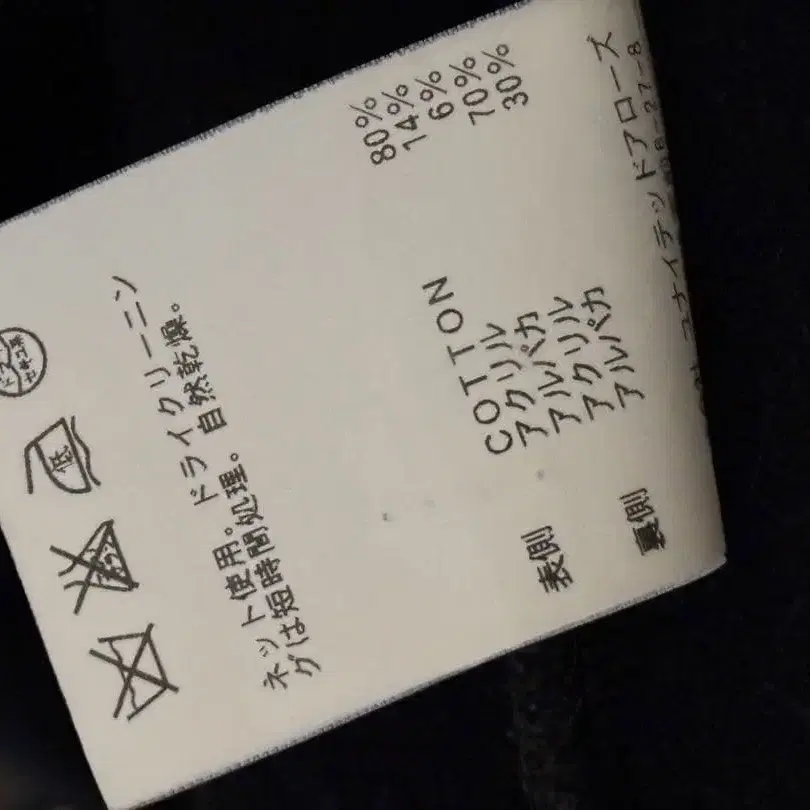 低
ネット使用。ドライクリーニン
グは短時間処理。自然乾燥。
表側 COTTON 80%
アクリル 14%
アルパカ 6%
裏側 アクリル 70%
アルパカ 30%
ユナイテッドアローズ